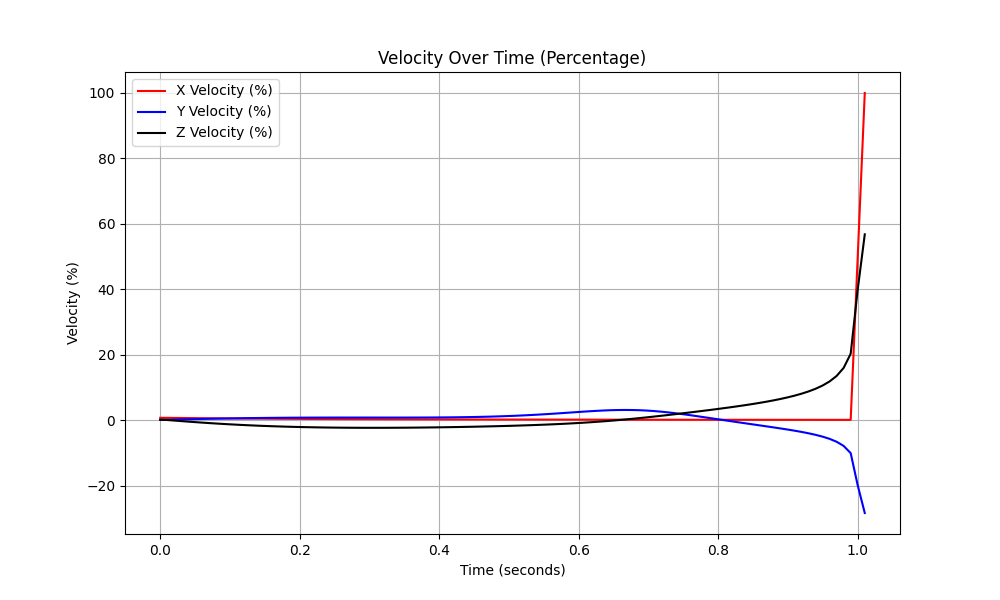 Velocity Over Time (Percentage)
X Velocity (%)
Y Velocity (%)
Z Velocity (%)
Velocity (%)
100
80
60
40
20
0
−20
0.0 0.2 0.4 0.6 0.8 1.0
Time (seconds)